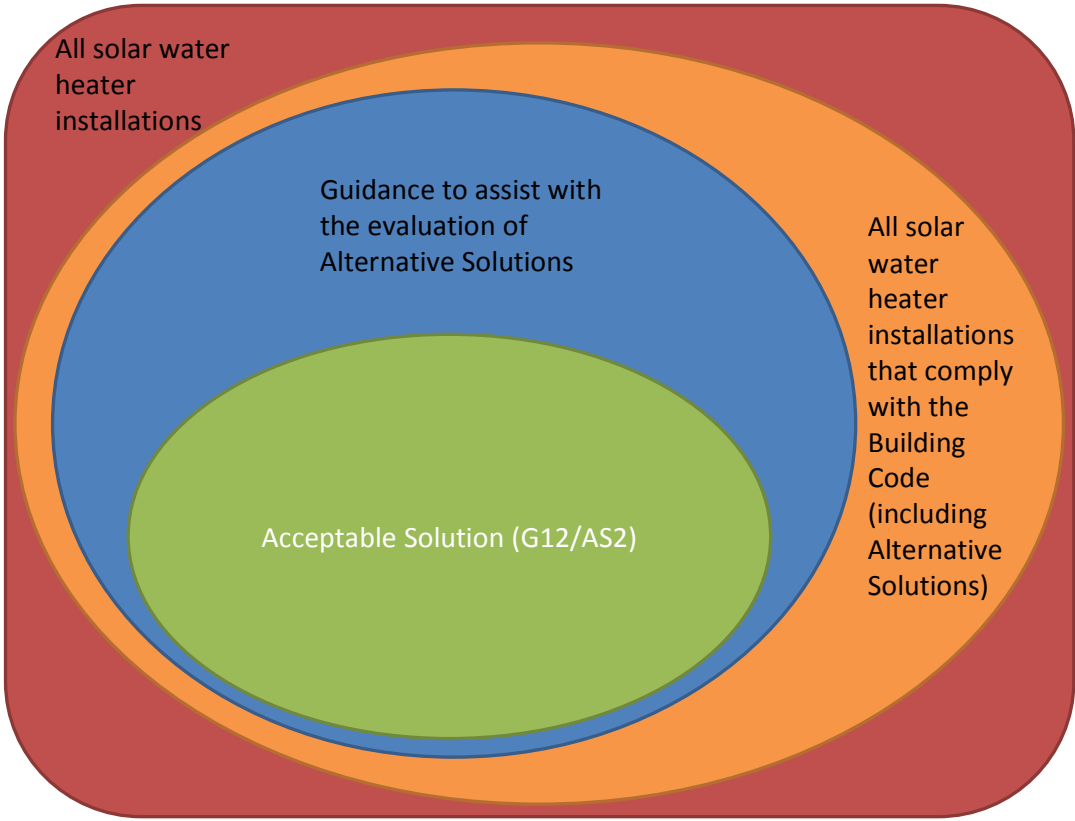 All solar water
heater
installations
Guidance to assist with
the evaluation of
Alternative Solutions
All solar
water
heater
installations
that comply
with the
Building
Code
(including
Alternative
Solutions)
Acceptable Solution (G12/AS2)